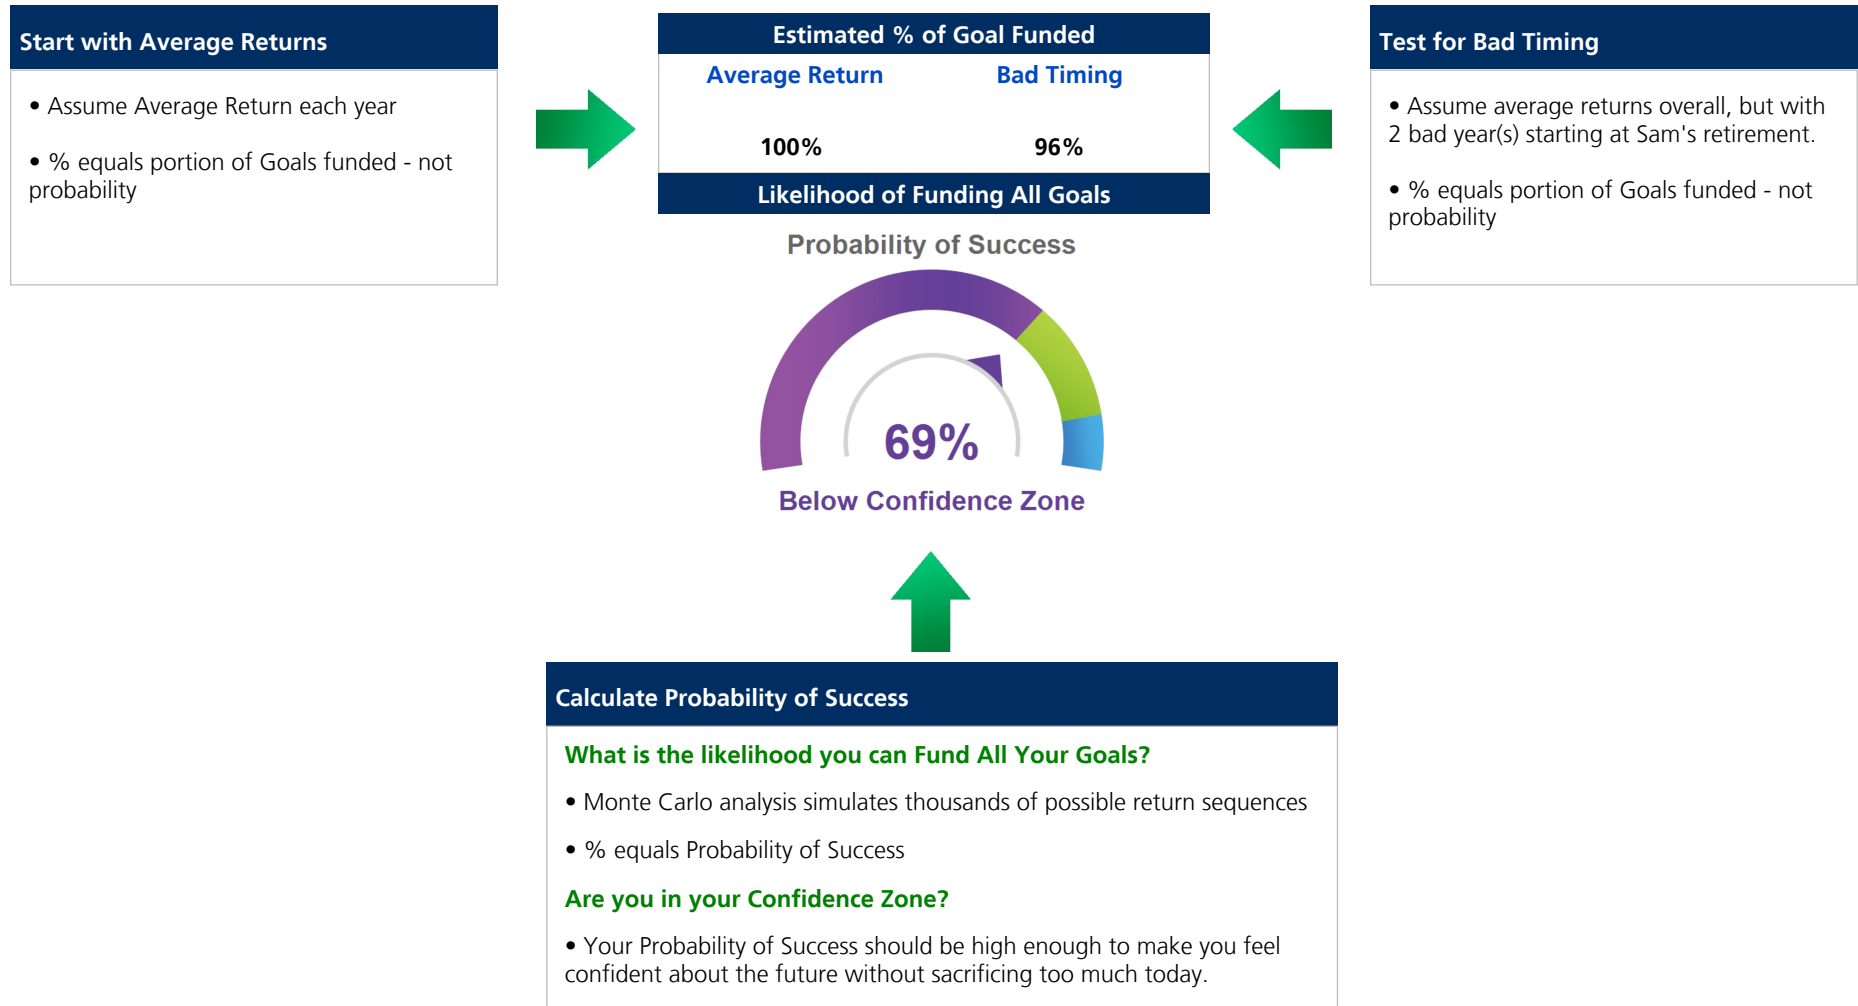 Start with Average Returns
• Assume Average Return each year
• % equals portion of Goals funded - not
probability
Estimated % of Goal Funded
Average Return Bad Timing
100% 96%
Likelihood of Funding All Goals
Probability of Success
69%
Below Confidence Zone
Test for Bad Timing
• Assume average returns overall, but with
2 bad year(s) starting at Sam's retirement.
• % equals portion of Goals funded - not
probability
Calculate Probability of Success
What is the likelihood you can Fund All Your Goals?
• Monte Carlo analysis simulates thousands of possible return sequences
• % equals Probability of Success
Are you in your Confidence Zone?
• Your Probability of Success should be high enough to make you feel
confident about the future without sacrificing too much today.